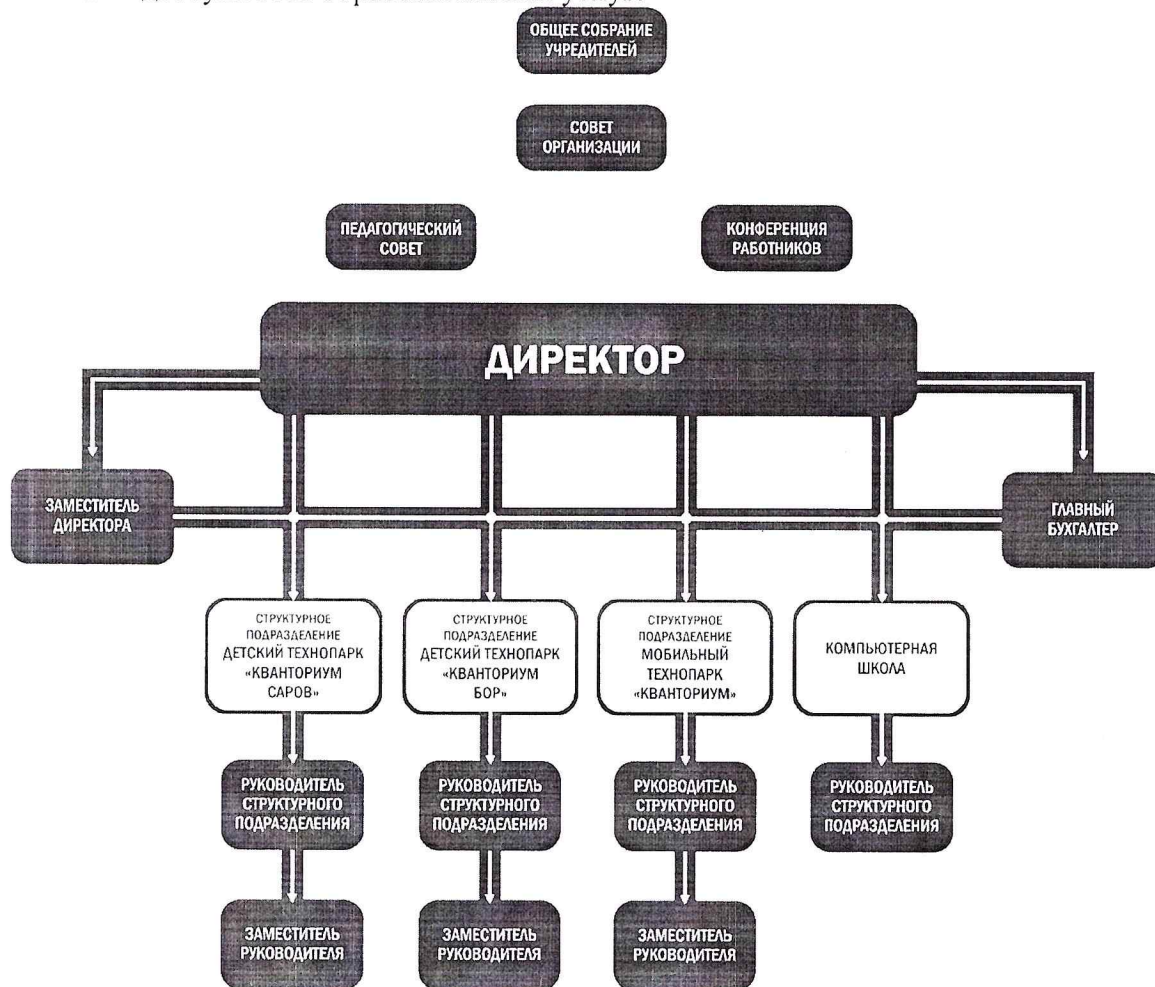 ОБЩЕЕ СОБРАНИЕ
УЧРЕДИТЕЛЕЙ
СОВЕТ
ОРГАНИЗАЦИИ
ПЕДАГОГИЧЕСКИЙ
СОВЕТ
КОНФЕРЕНЦИЯ
РАБОТНИКОВ
ДИРЕКТОР
ЗАМЕСТИТЕЛЬ
ДИРЕКТОРА
ГЛАВНЫЙ
БУХГАЛТЕР
СТРУКТУРНОЕ
ПОДРАЗДЕЛЕНИЕ
ДЕТСКИЙ ТЕХНОПАРК
«КВАНТОРИУМ
САРОВ»
СТРУКТУРНОЕ
ПОДРАЗДЕЛЕНИЕ
ДЕТСКИЙ ТЕХНОПАРК
«КВАНТОРИУМ
БОР»
СТРУКТУРНОЕ
ПОДРАЗДЕЛЕНИЕ
МОБИЛЬНЫЙ
ТЕХНОПАРК
«КВАНТОРИУМ»
КОМПЬЮТЕРНАЯ
ШКОЛА
РУКОВОДИТЕЛЬ
СТРУКТУРНОГО
ПОДРАЗДЕЛЕНИЯ
РУКОВОДИТЕЛЬ
СТРУКТУРНОГО
ПОДРАЗДЕЛЕНИЯ
РУКОВОДИТЕЛЬ
СТРУКТУРНОГО
ПОДРАЗДЕЛЕНИЯ
РУКОВОДИТЕЛЬ
СТРУКТУРНОГО
ПОДРАЗДЕЛЕНИЯ
ЗАМЕСТИТЕЛЬ
РУКОВОДИТЕЛЯ
ЗАМЕСТИТЕЛЬ
РУКОВОДИТЕЛЯ
ЗАМЕСТИТЕЛЬ
РУКОВОДИТЕЛЯ